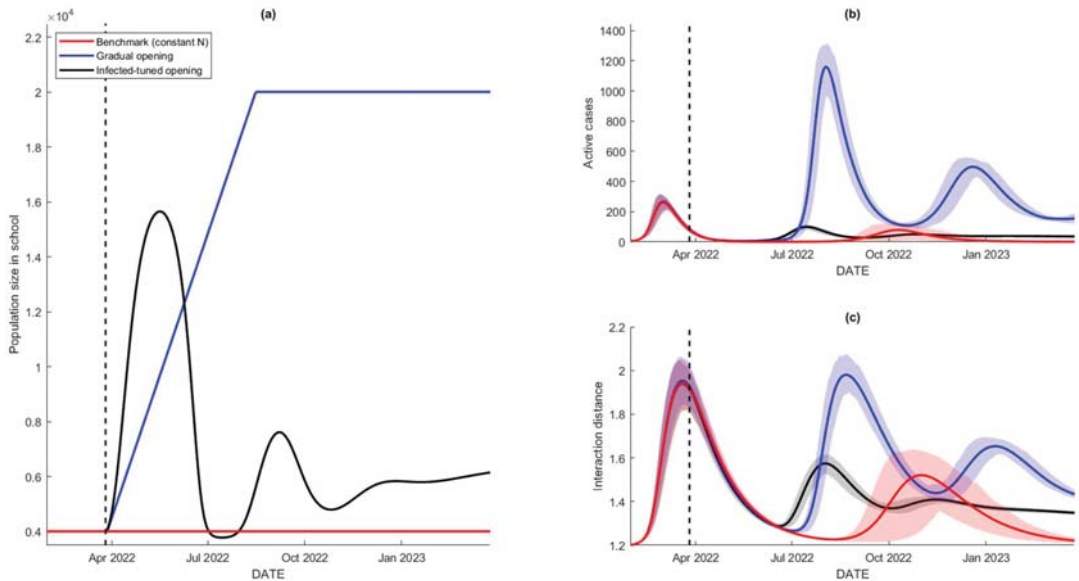 (a)
×10⁴
2.2
2
1.8
1.6
1.4
1.2
1
0.8
0.6
0.4
Population size in school
Benchmark (constant N)
Gradual opening
Infected-tuned opening
Apr 2022 Jul 2022 Oct 2022 Jan 2023
DATE
(b)
1400
1200
1000
800
600
400
200
0
Active cases
Apr 2022 Jul 2022 Oct 2022 Jan 2023
DATE
(c)
2.2
2
1.8
1.6
1.4
1.2
Interaction distance
Apr 2022 Jul 2022 Oct 2022 Jan 2023
DATE